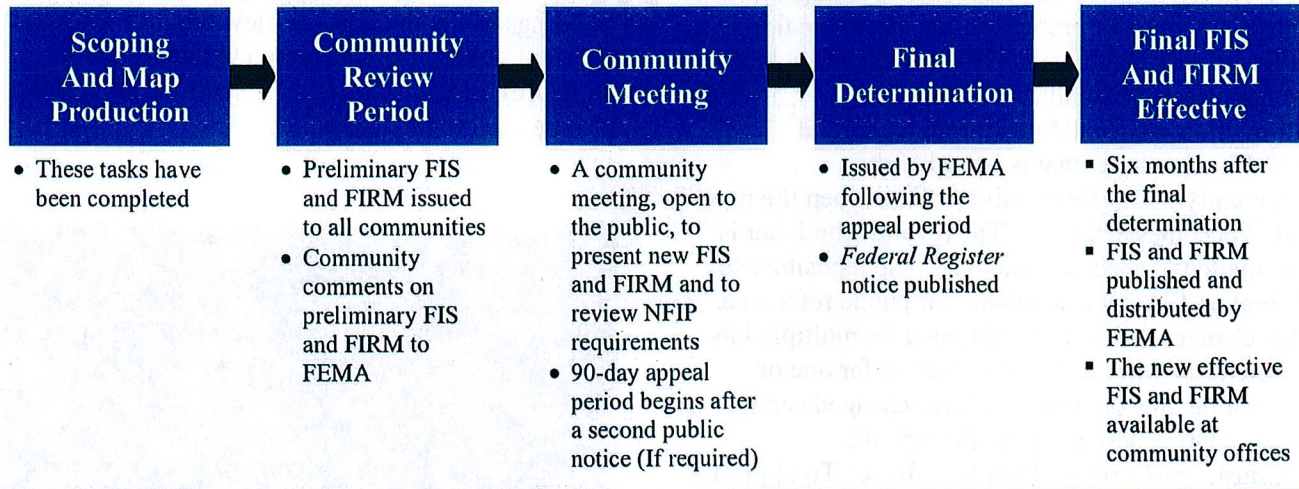 Scoping
And Map
Production
• These tasks have
been completed
Community
Review
Period
• Preliminary FIS
and FIRM issued
to all communities
• Community
comments on
preliminary FIS
and FIRM to
FEMA
Community
Meeting
• A community
meeting, open to
the public, to
present new FIS
and FIRM and to
review NFIP
requirements
• 90-day appeal
period begins after
a second public
notice (If required)
Final
Determination
• Issued by FEMA
following the
appeal period
• Federal Register
notice published
Final FIS
And FIRM
Effective
▪ Six months after
the final
determination
▪ FIS and FIRM
published and
distributed by
FEMA
▪ The new effective
FIS and FIRM
available at
community offices